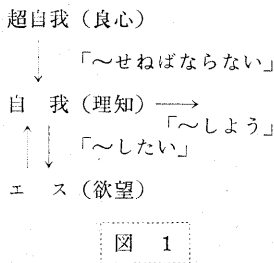 超自我(良心)
「～せねばならない」
自　我(理知)
「～しよう」
「～したい」
エ　ス(欲望)
図　1